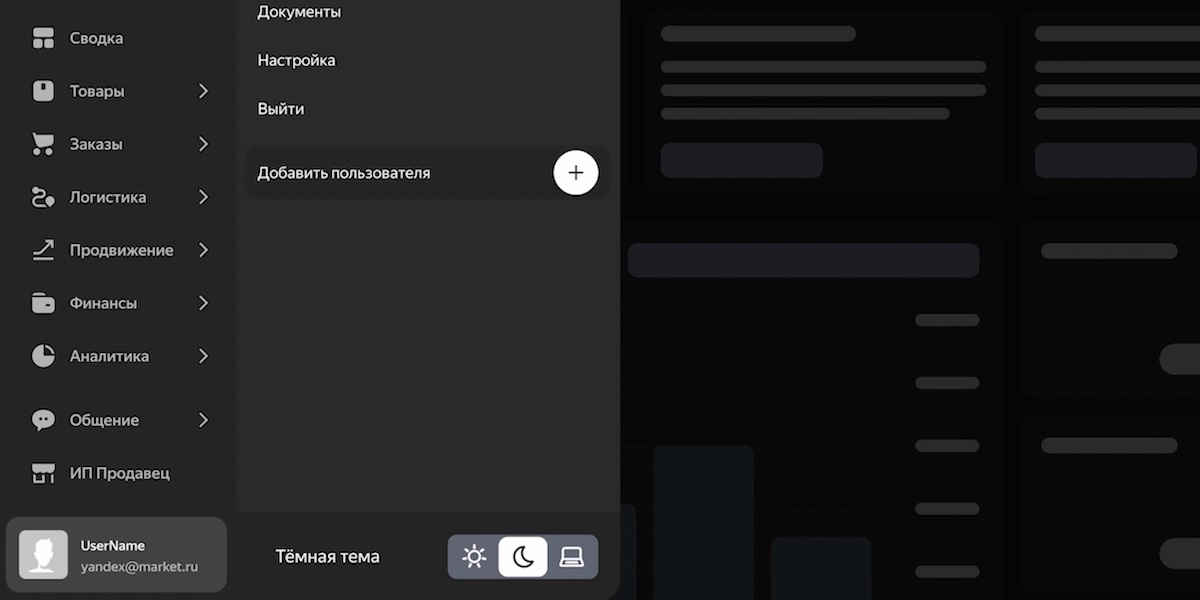 Сводка
Товары
Заказы
Логистика
Продвижение
Финансы
Аналитика
Общение
ИП Продавец
UserName
yandex@market.ru
Документы
Настройка
Выйти
Добавить пользователя
Тёмная тема